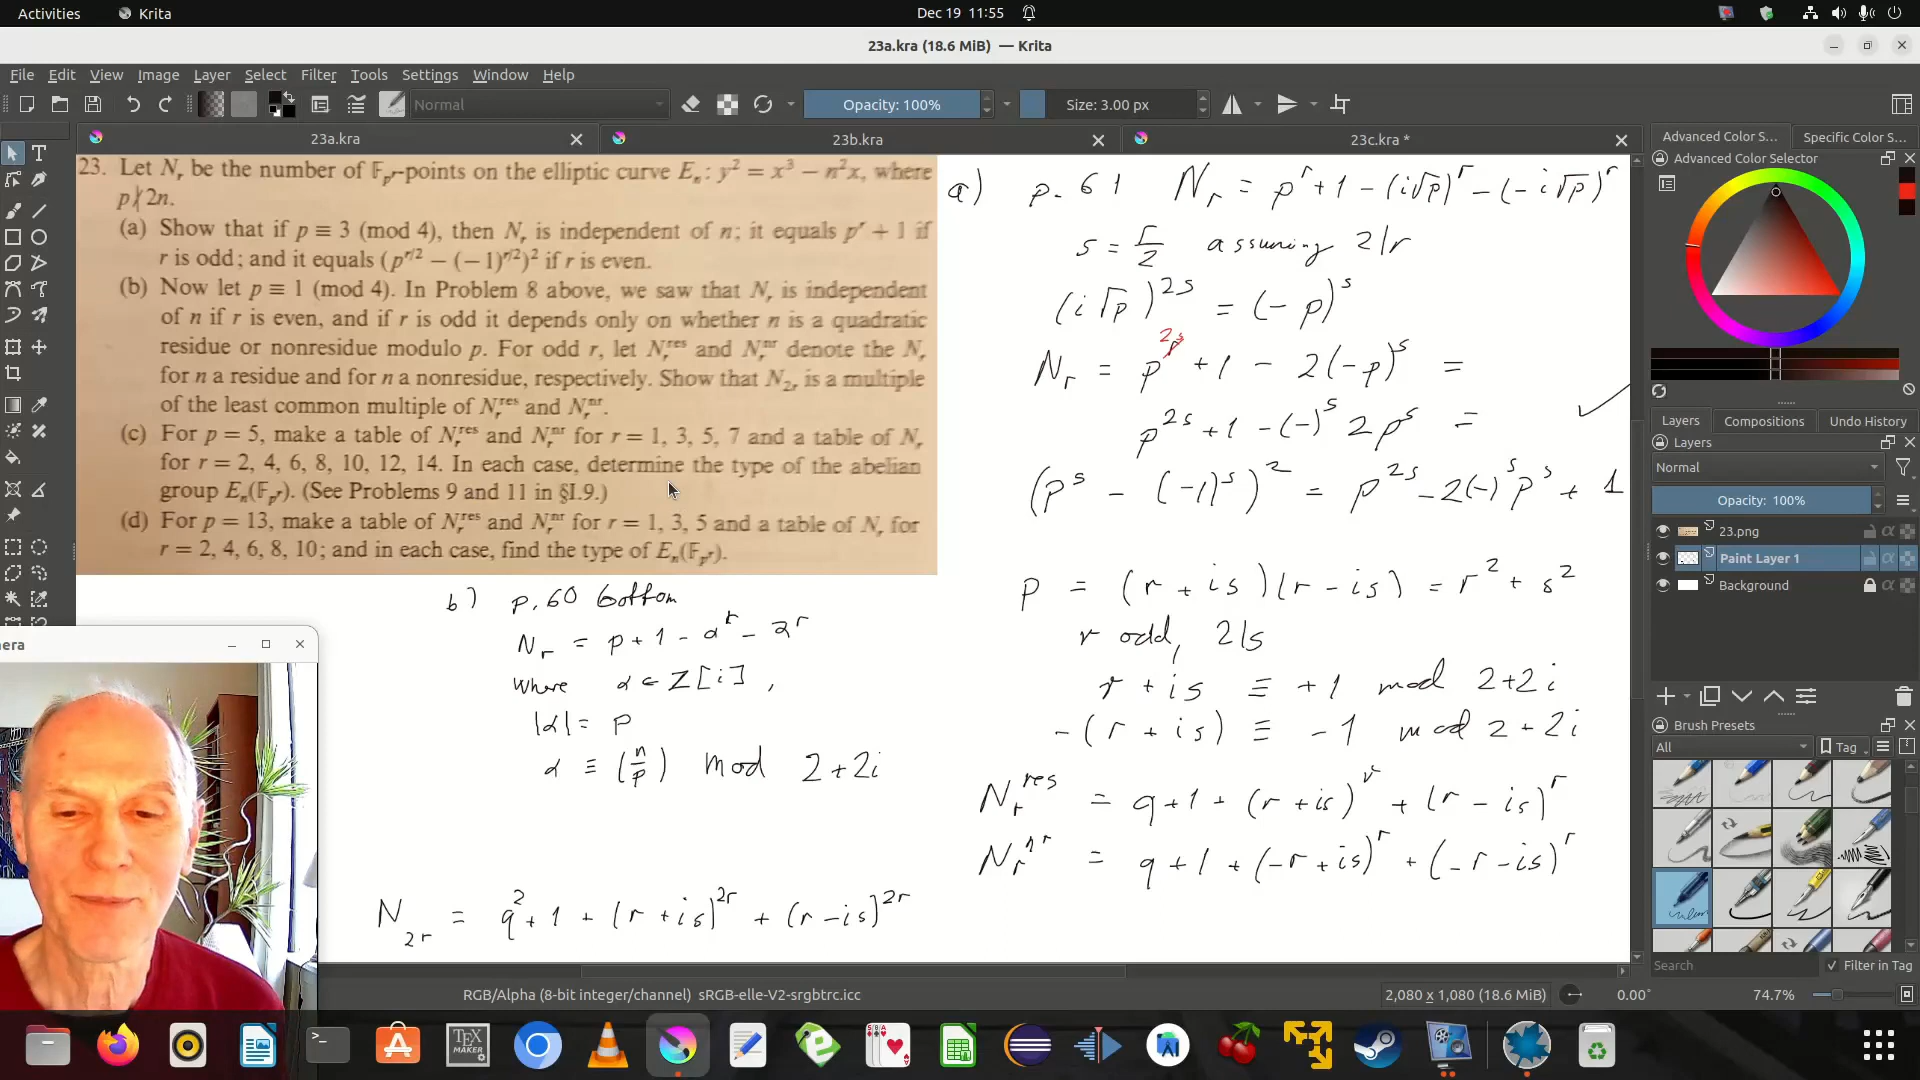 Activities
Krita
Dec 19 11:55
23a.kra (18.6 MiB) — Krita
File Edit View Image Layer Select Filter Tools Settings Window Help
Normal
Opacity: 100%
Size: 3.00 px
23a.kra
23b.kra
23c.kra *
23. Let Nᵣ be the number of 𝔽_pʳ-points on the elliptic curve Eₙ: y² = x³ − n²x, where
p∤2n.
(a) Show that if p ≡ 3 (mod 4), then Nᵣ is independent of n; it equals pʳ + 1 if
r is odd; and it equals (p^{r/2} − (−1)^{r/2})² if r is even.
(b) Now let p ≡ 1 (mod 4). In Problem 8 above, we saw that Nᵣ is independent
of n if r is even, and if r is odd it depends only on whether n is a quadratic
residue or nonresidue modulo p. For odd r, let Nᵣ^res and Nᵣ^nr denote the Nᵣ
for n a residue and for n a nonresidue, respectively. Show that N₂ᵣ is a multiple
of the least common multiple of Nᵣ^res and Nᵣ^nr.
(c) For p = 5, make a table of Nᵣ^res and Nᵣ^nr for r = 1, 3, 5, 7 and a table of Nᵣ
for r = 2, 4, 6, 8, 10, 12, 14. In each case, determine the type of the abelian
group Eₙ(𝔽_pʳ). (See Problems 9 and 11 in §I.9.)
(d) For p = 13, make a table of Nᵣ^res and Nᵣ^nr for r = 1, 3, 5 and a table of Nᵣ for
r = 2, 4, 6, 8, 10; and in each case, find the type of Eₙ(𝔽_pʳ).
a) p. 61 Nᵣ = pʳ + 1 − (i√p)ʳ − (−i√p)ʳ
s = r/2 assuming 2|r
(i√p)^{2s} = (−p)^s
Nᵣ = p^{2s} + 1 − 2(−p)^s =
p^{2s} + 1 − (−)^s 2p^s =
(p^s − (−1)^s)² = p^{2s} − 2(−)^s p^s + 1
p = (r + is)(r − is) = r² + s²
r odd, 2|s
r + is ≡ +1 mod 2+2i
−(r + is) ≡ −1 mod 2+2i
Nᵣ^res = q + 1 + (r + is)^r + (r − is)^r
Nᵣ^nr = q + 1 + (−r + is)^r + (−r − is)^r
b) p. 60 bottom
Nᵣ = p + 1 − α^r − α^r
where α ∈ Z[i],
|α| = p
α ≡ (n/p) mod 2+2i
N₂ᵣ = q² + 1 + (r + is)^{2r} + (r − is)^{2r}
era
Advanced Color S...
Specific Color S...
Advanced Color Selector
Layers
Compositions
Undo History
Layers
Normal
Opacity: 100%
23.png
Paint Layer 1
Background
Brush Presets
All
Tag
Search
Filter in Tag
RGB/Alpha (8-bit integer/channel) sRGB-elle-V2-srgbtrc.icc
2,080 x 1,080 (18.6 MiB)
0.00°
74.7%
TEX
MAKER